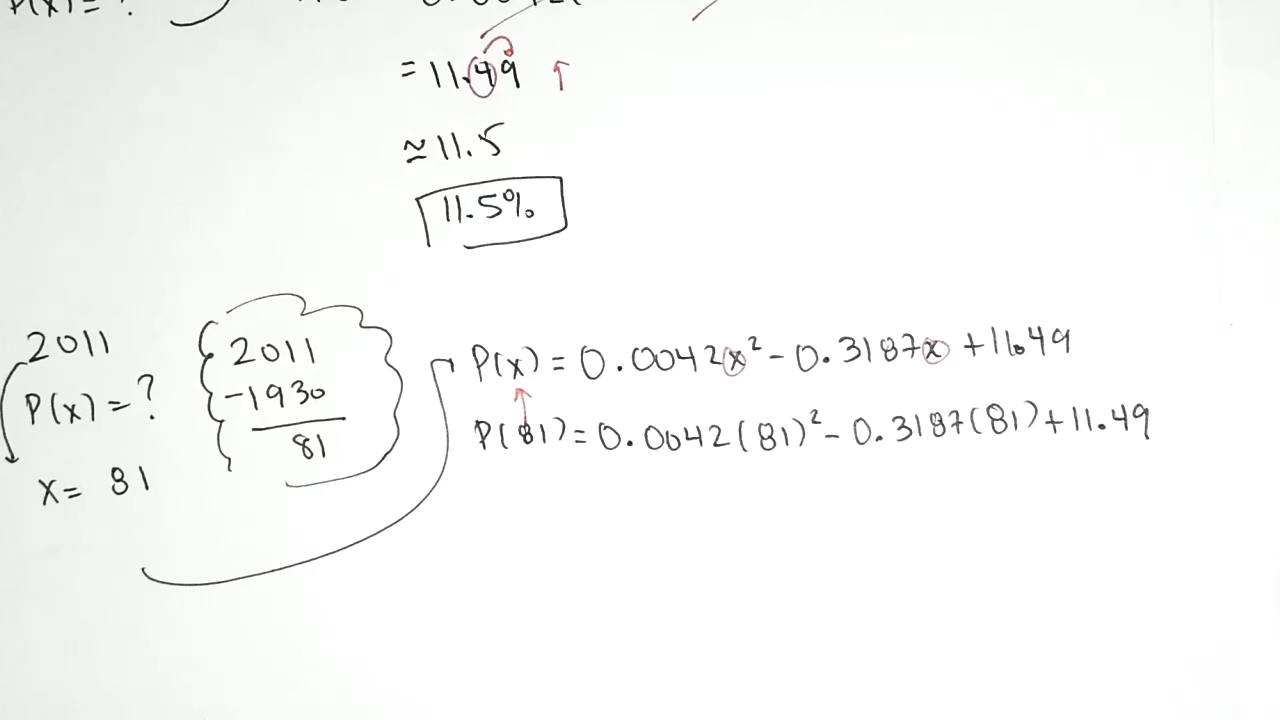 P(x) = ?
= 11.49 ↑
≈ 11.5
11.5%
2011
P(x) = ?
x = 81
2011
-1930
81
P(x) = 0.0042x² - 0.3187x + 11.49
P(81) = 0.0042(81)² - 0.3187(81) + 11.49